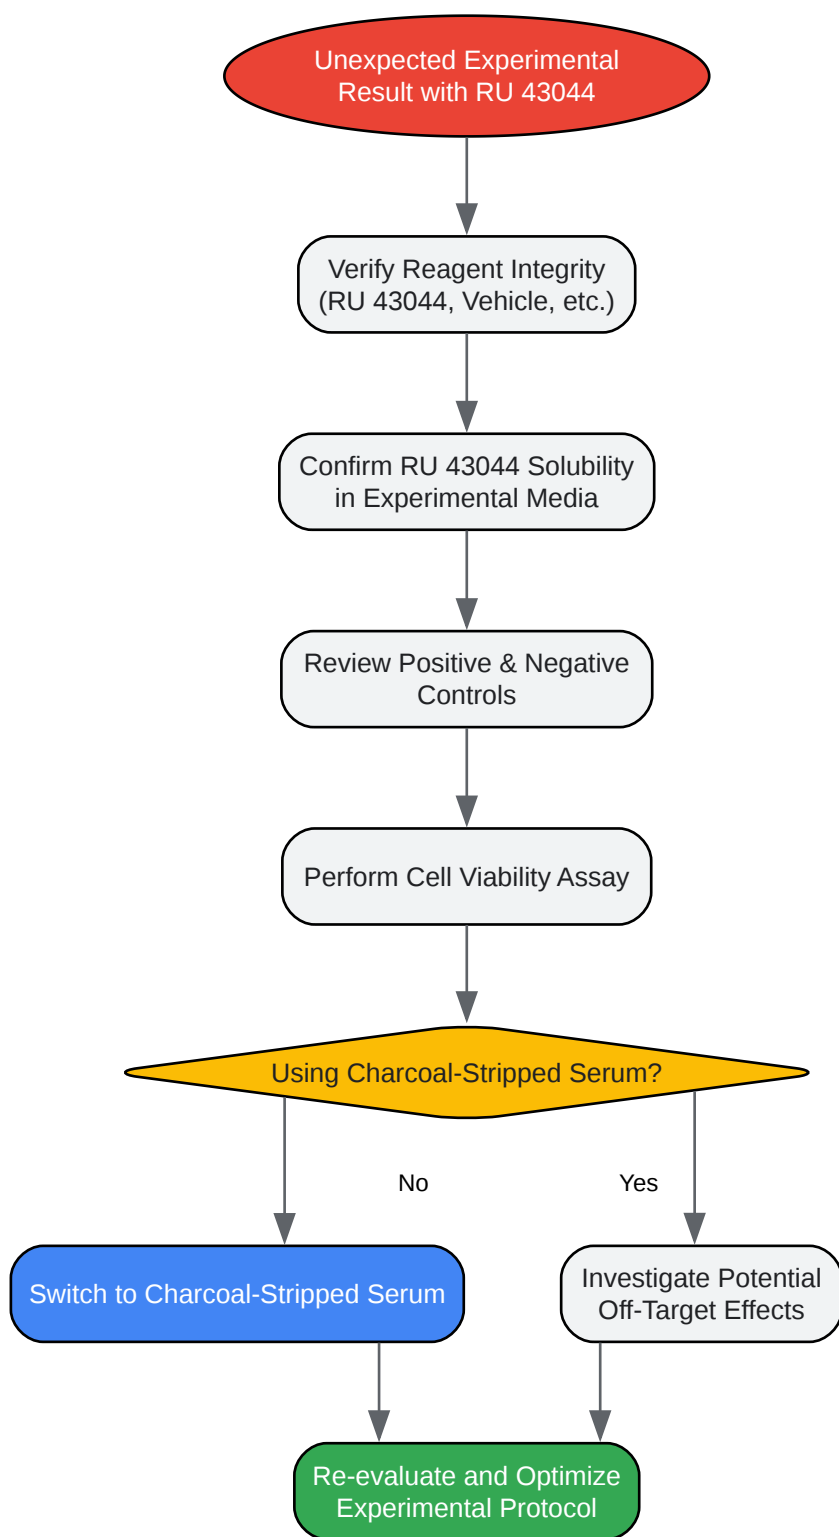 Unexpected Experimental
Result with RU 43044
Verify Reagent Integrity
(RU 43044, Vehicle, etc.)
Confirm RU 43044 Solubility
in Experimental Media
Review Positive & Negative
Controls
Perform Cell Viability Assay
Using Charcoal-Stripped Serum?
No
Yes
Switch to Charcoal-Stripped Serum
Investigate Potential
Off-Target Effects
Re-evaluate and Optimize
Experimental Protocol